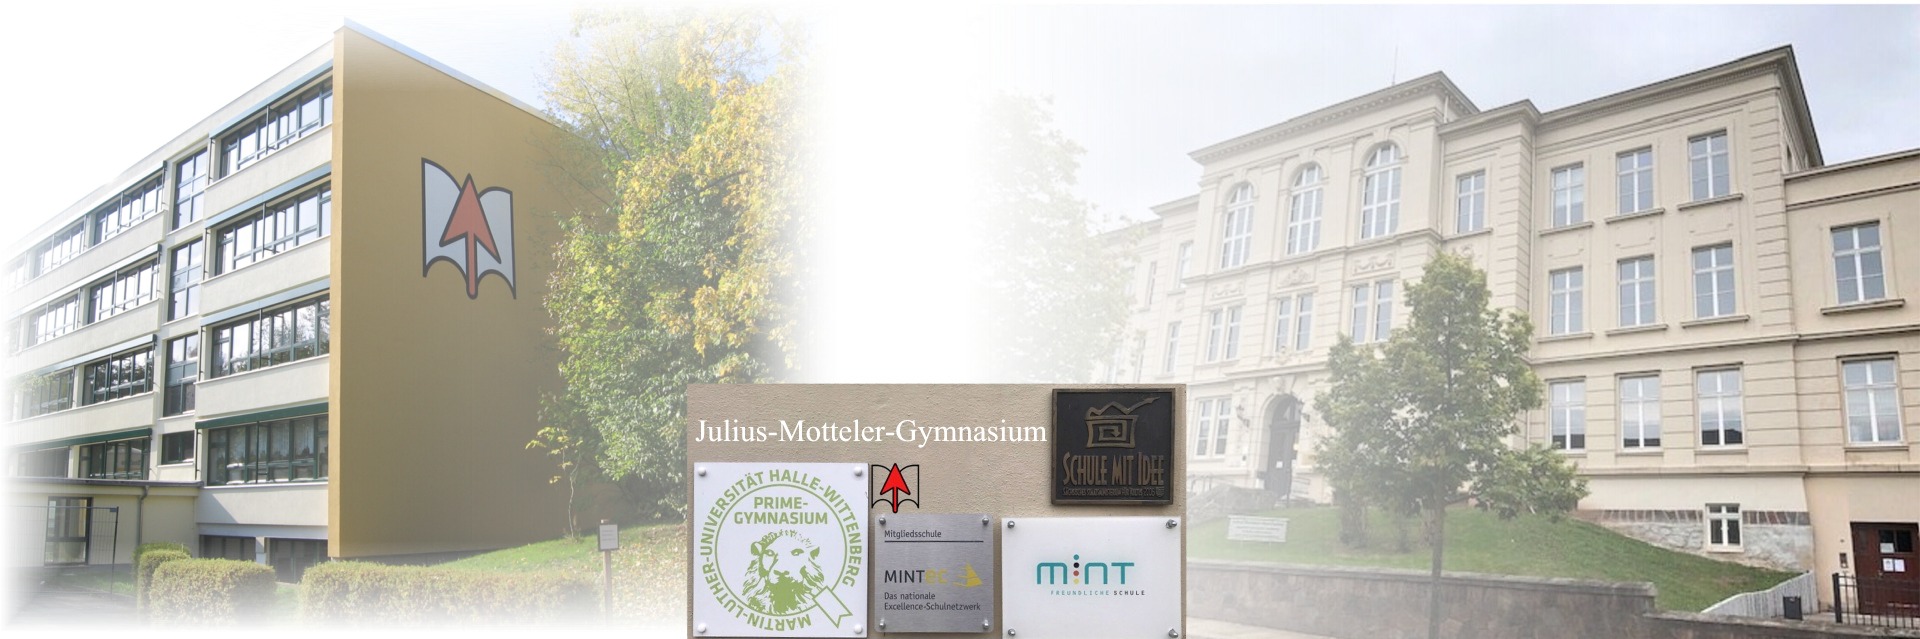 Julius-Motteler-Gymnasium
SCHULE MIT IDEE
MARTIN-LUTHER-UNIVERSITÄT HALLE-WITTENBERG
PRIME-
GYMNASIUM
Mitgliedsschule
MINT EC
Das nationale
Excellence-Schulnetzwerk
MINT
FREUNDLICHE SCHULE